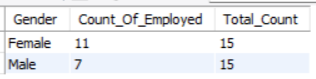 Gender Count_Of_Employed Total_Count
Female 11 15
Male 7 15